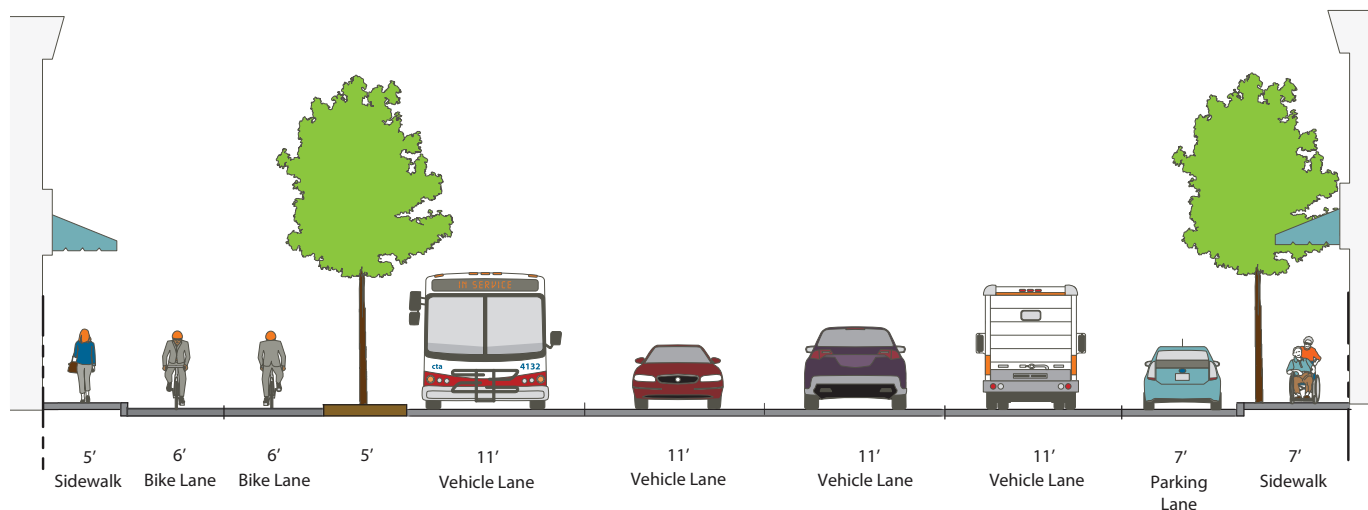 IN SERVICE
cta 4132
5’
Sidewalk
6’
Bike Lane
6’
Bike Lane
5’
11’
Vehicle Lane
11’
Vehicle Lane
11’
Vehicle Lane
11’
Vehicle Lane
7’
Parking
Lane
7’
Sidewalk